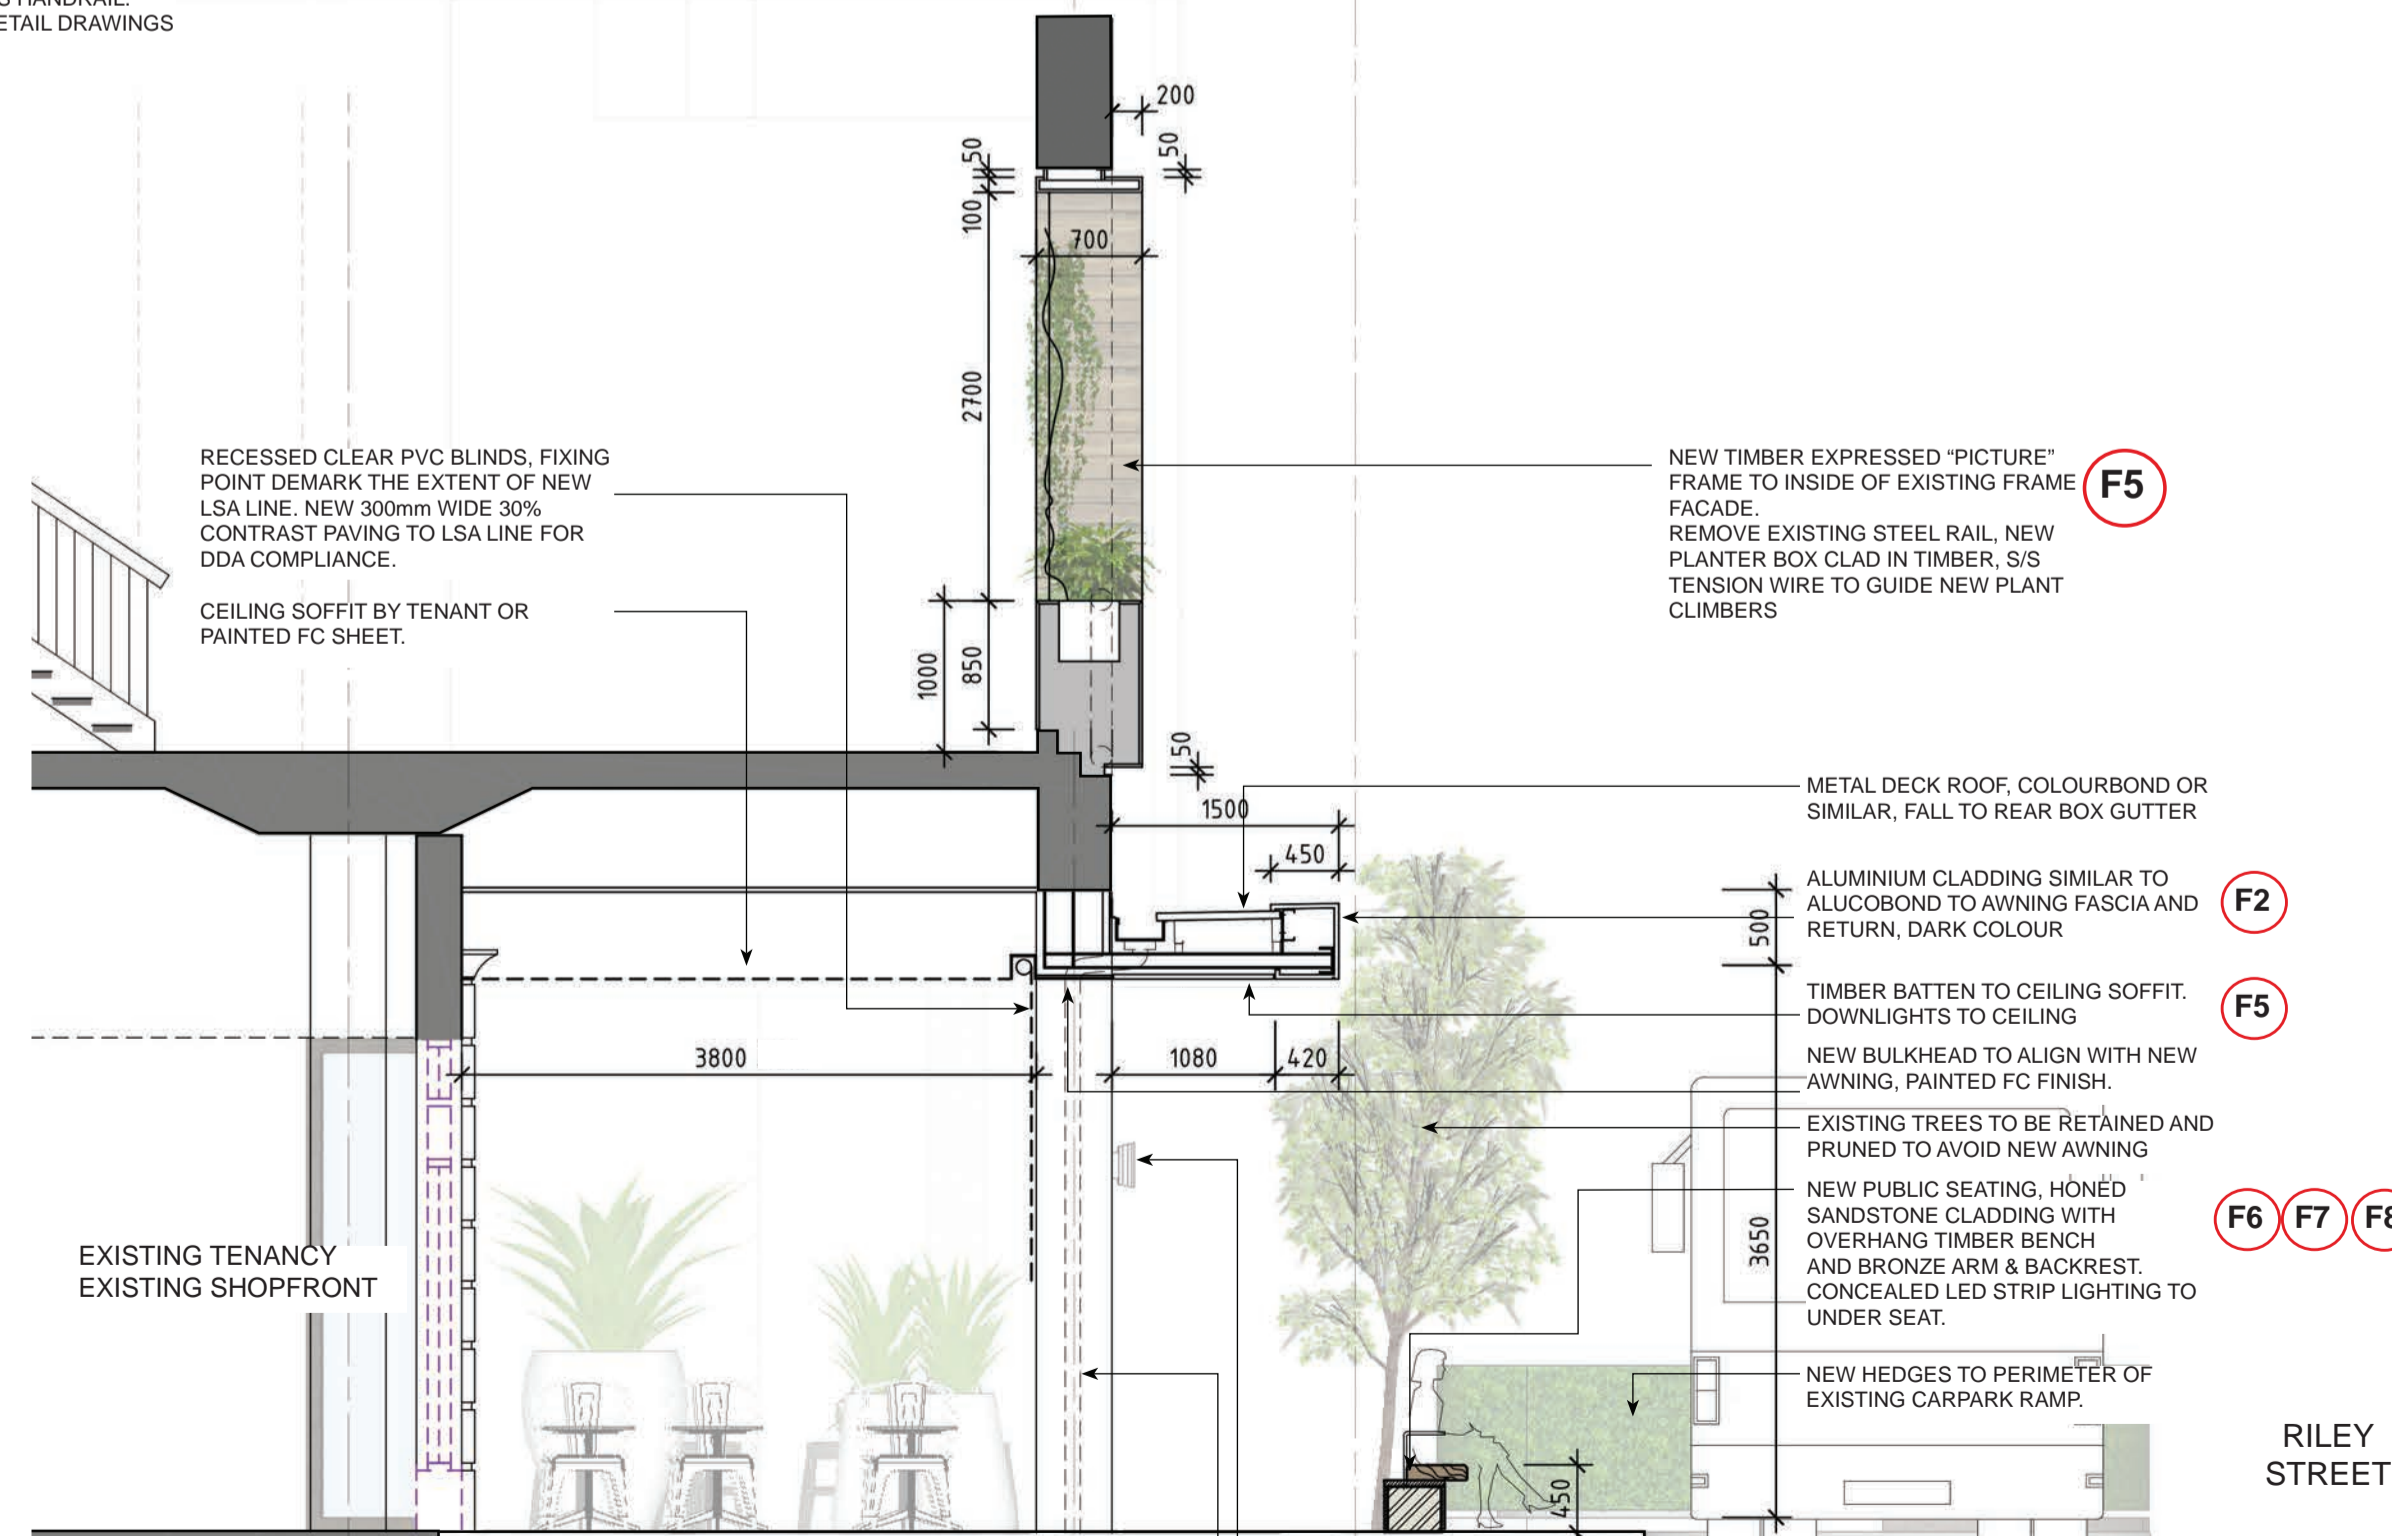 ETAIL DRAWINGS
200
50
50
100
700
2700
RECESSED CLEAR PVC BLINDS, FIXING
POINT DEMARK THE EXTENT OF NEW
LSA LINE. NEW 300mm WIDE 30%
CONTRAST PAVING TO LSA LINE FOR
DDA COMPLIANCE.
CEILING SOFFIT BY TENANT OR
PAINTED FC SHEET.
NEW TIMBER EXPRESSED “PICTURE”
FRAME TO INSIDE OF EXISTING FRAME
FACADE.
REMOVE EXISTING STEEL RAIL, NEW
PLANTER BOX CLAD IN TIMBER, S/S
TENSION WIRE TO GUIDE NEW PLANT
CLIMBERS
F5
1000
850
50
1500
450
METAL DECK ROOF, COLOURBOND OR
SIMILAR, FALL TO REAR BOX GUTTER
ALUMINIUM CLADDING SIMILAR TO
ALUCOBOND TO AWNING FASCIA AND
RETURN, DARK COLOUR
F2
500
TIMBER BATTEN TO CEILING SOFFIT.
DOWNLIGHTS TO CEILING
F5
3800
1080
420
NEW BULKHEAD TO ALIGN WITH NEW
AWNING, PAINTED FC FINISH.
EXISTING TREES TO BE RETAINED AND
PRUNED TO AVOID NEW AWNING
NEW PUBLIC SEATING, HONED
SANDSTONE CLADDING WITH
OVERHANG TIMBER BENCH
AND BRONZE ARM & BACKREST.
CONCEALED LED STRIP LIGHTING TO
UNDER SEAT.
F6 F7 F8
3650
EXISTING TENANCY
EXISTING SHOPFRONT
NEW HEDGES TO PERIMETER OF
EXISTING CARPARK RAMP.
450
RILEY
STREET